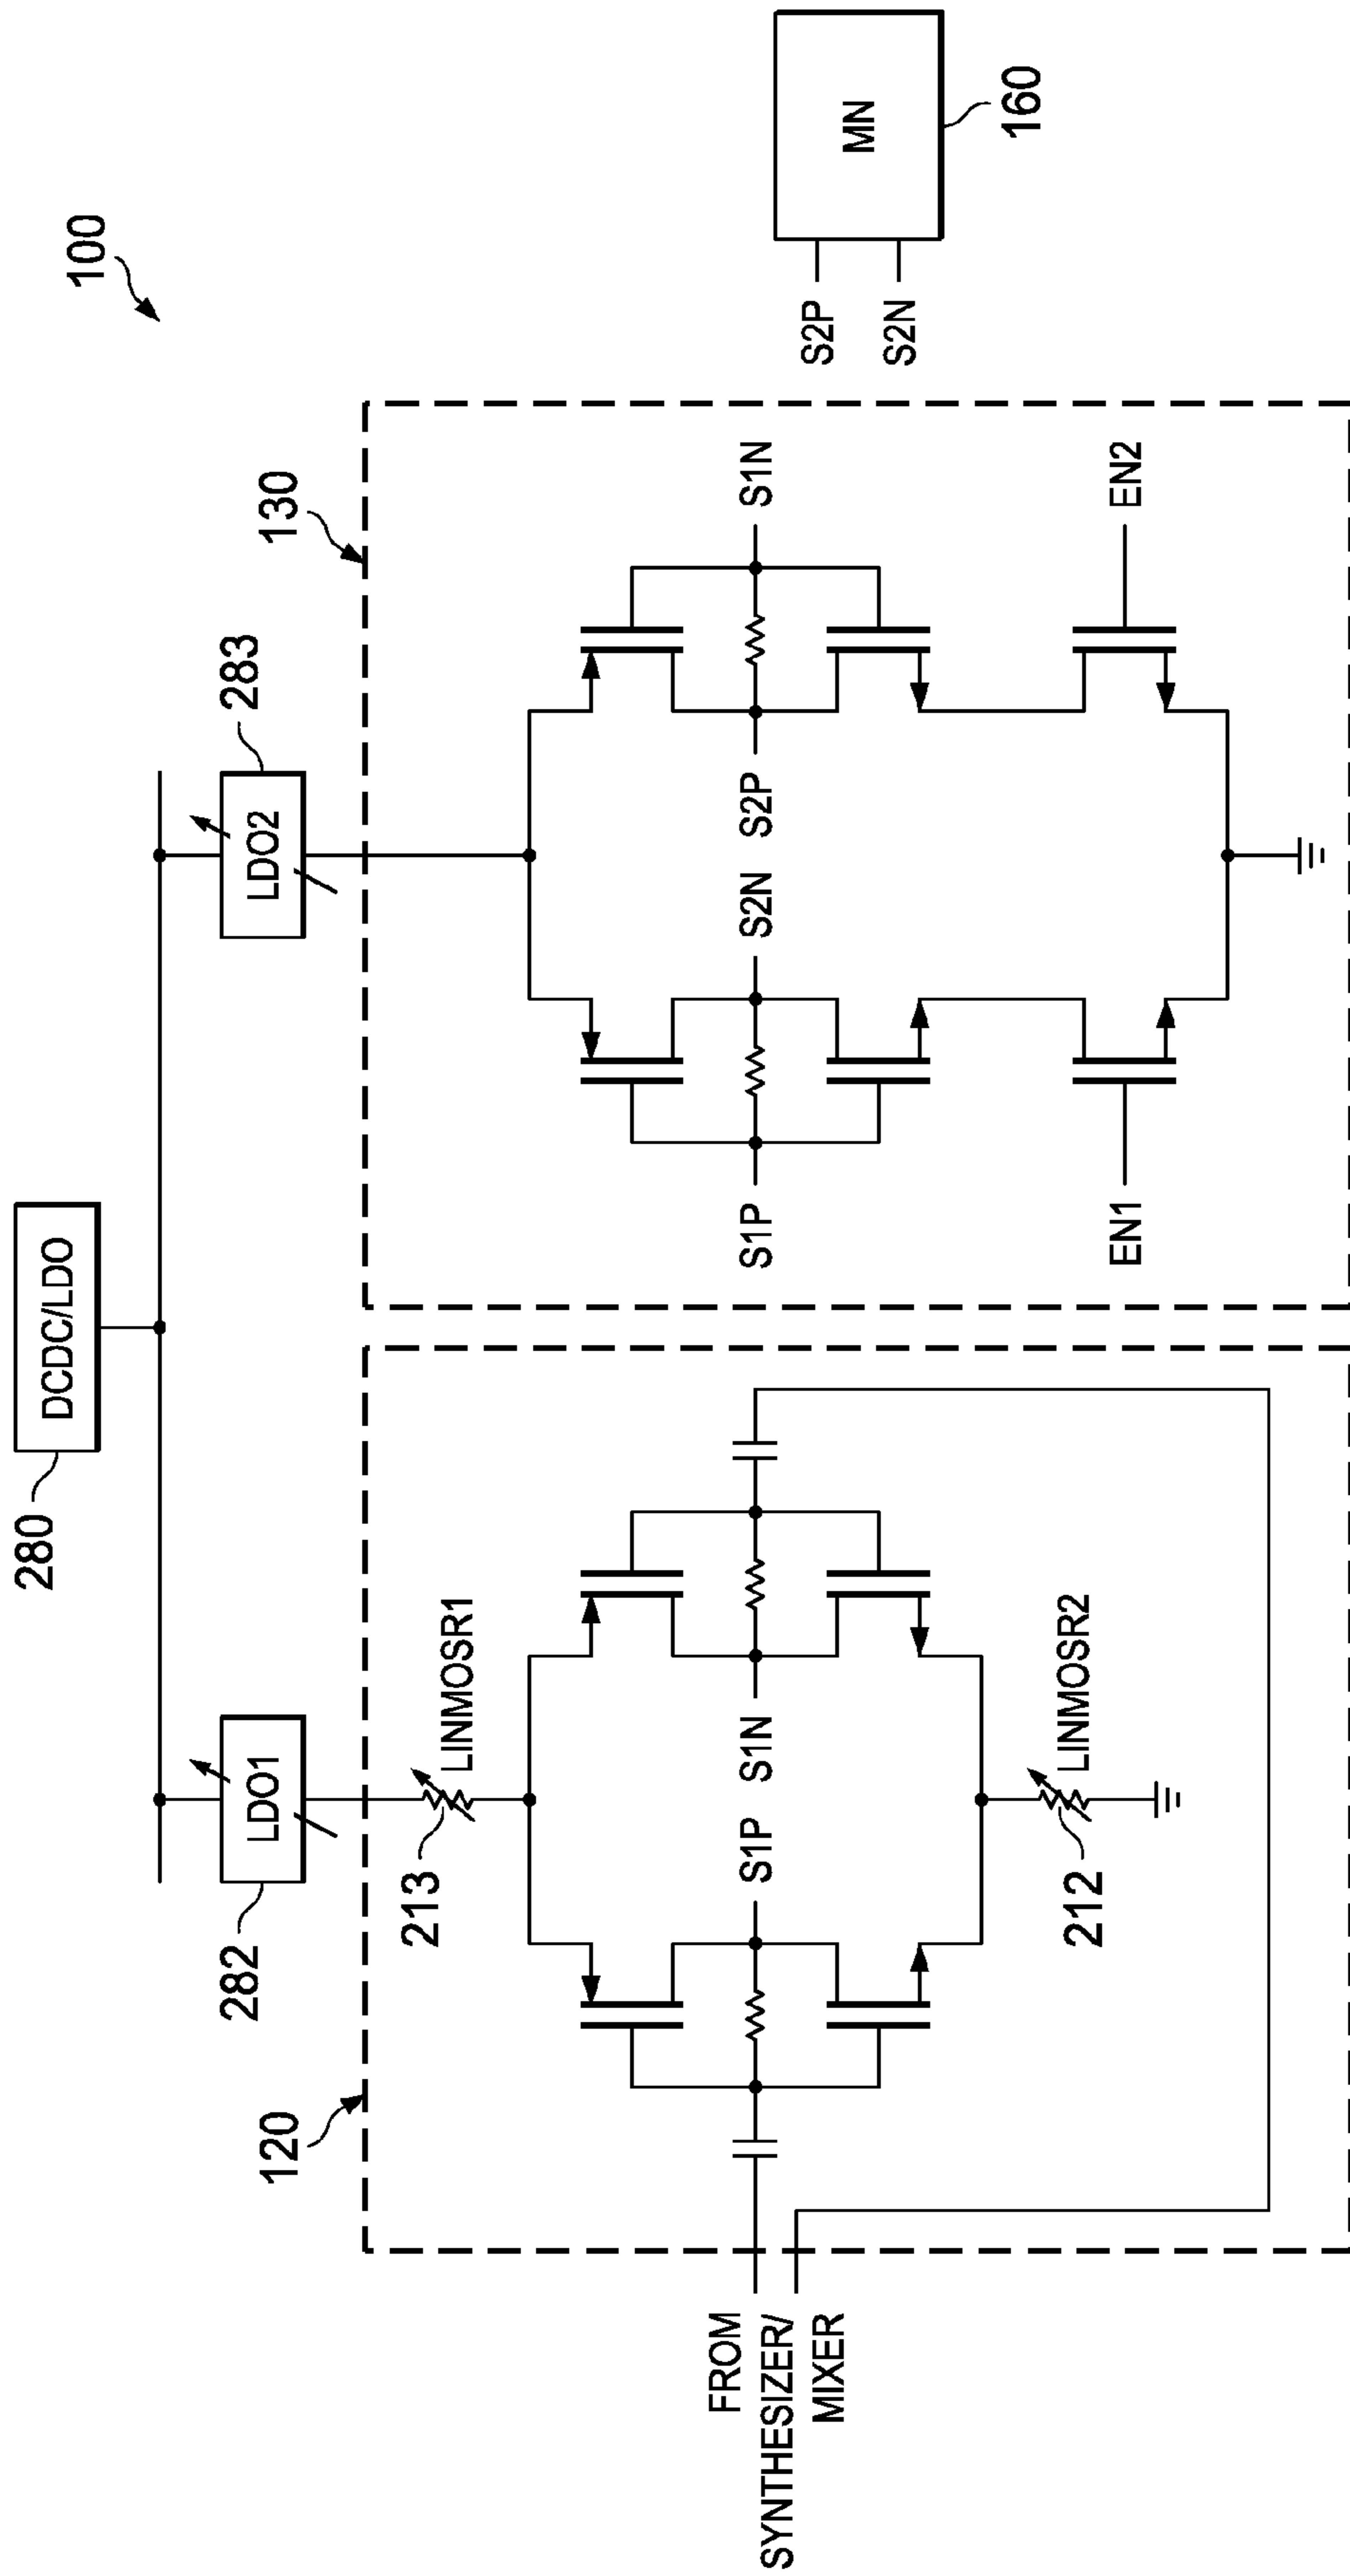 100
280
DCDC/LDO
282
LDO1
LDO2
283
120
130
213
LINMOSR1
FROM
SYNTHESIZER/
MIXER
S1P
S1N
S1P
S2N
S2P
S1N
S2P
S2N
MN
160
212
LINMOSR2
EN1
EN2